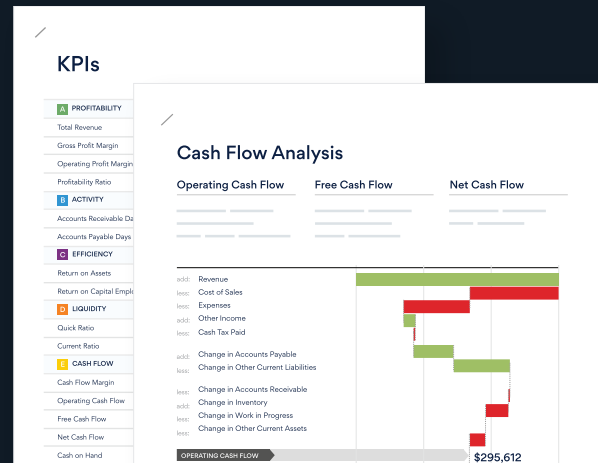 KPIs
A PROFITABILITY
Total Revenue
Gross Profit Margin
Operating Profit Margin
Profitability Ratio
B ACTIVITY
Accounts Receivable Da
Accounts Payable Days
C EFFICIENCY
Return on Assets
Return on Capital Emplo
D LIQUIDITY
Quick Ratio
Current Ratio
E CASH FLOW
Cash Flow Margin
Operating Cash Flow
Free Cash Flow
Net Cash Flow
Cash on Hand
Cash Flow Analysis
Operating Cash Flow Free Cash Flow Net Cash Flow
add: Revenue
less: Cost of Sales
less: Expenses
add: Other Income
less: Cash Tax Paid
add: Change in Accounts Payable
less: Change in Other Current Liabilities
less: Change in Accounts Receivable
add: Change in Inventory
less: Change in Work in Progress
less: Change in Other Current Assets
OPERATING CASH FLOW $295,612